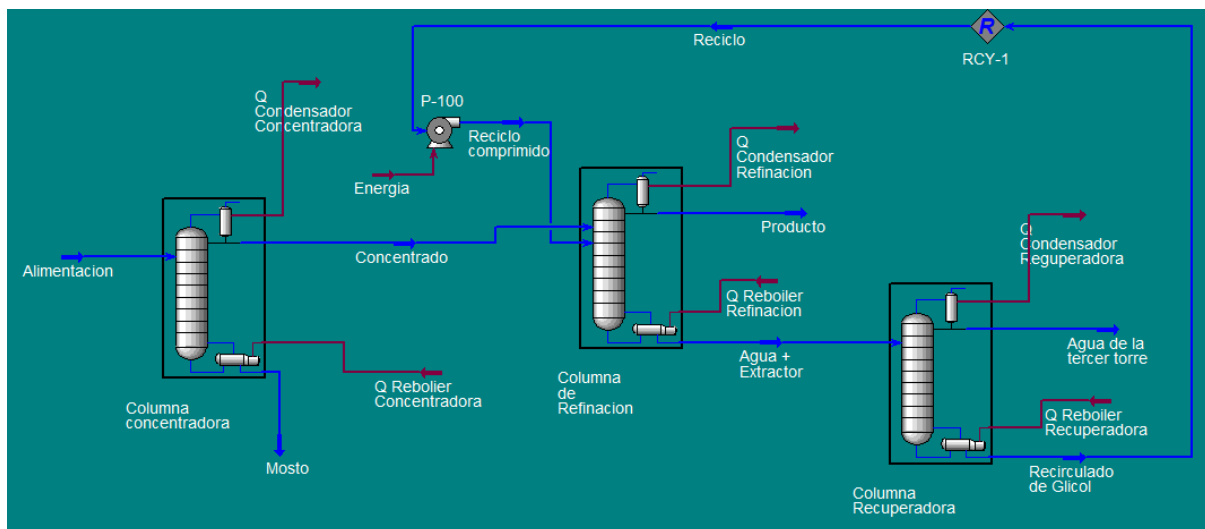 Reciclo
R
RCY-1
Q
Condensador
Concentradora
P-100
Reciclo
comprimido
Energia
Q
Condensador
Refinacion
Alimentacion
Concentrado
Producto
Q
Condensador
Reguperadora
Q Reboiler
Refinacion
Agua +
Extractor
Agua de la
tercer torre
Columna
concentradora
Q Rebolier
Concentradora
Columna
de
Refinacion
Q Reboiler
Recuperadora
Mosto
Recirculado
de Glicol
Columna
Recuperadora